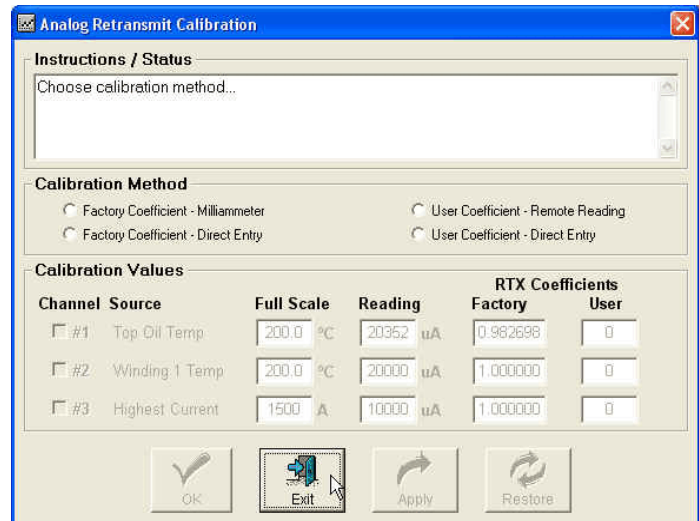 Analog Retransmit Calibration
Instructions / Status
Choose calibration method...
Calibration Method
Factory Coefficient - Milliammeter
User Coefficient - Remote Reading
Factory Coefficient - Direct Entry
User Coefficient - Direct Entry
Calibration Values
RTX Coefficients
Channel Source Full Scale Reading Factory User
#1 Top Oil Temp 200.0 °C 20352 uA 0.982698 0
#2 Winding 1 Temp 200.0 °C 20000 uA 1.000000 0
#3 Highest Current 1500 A 10000 uA 1.000000 0
OK Exit Apply Restore